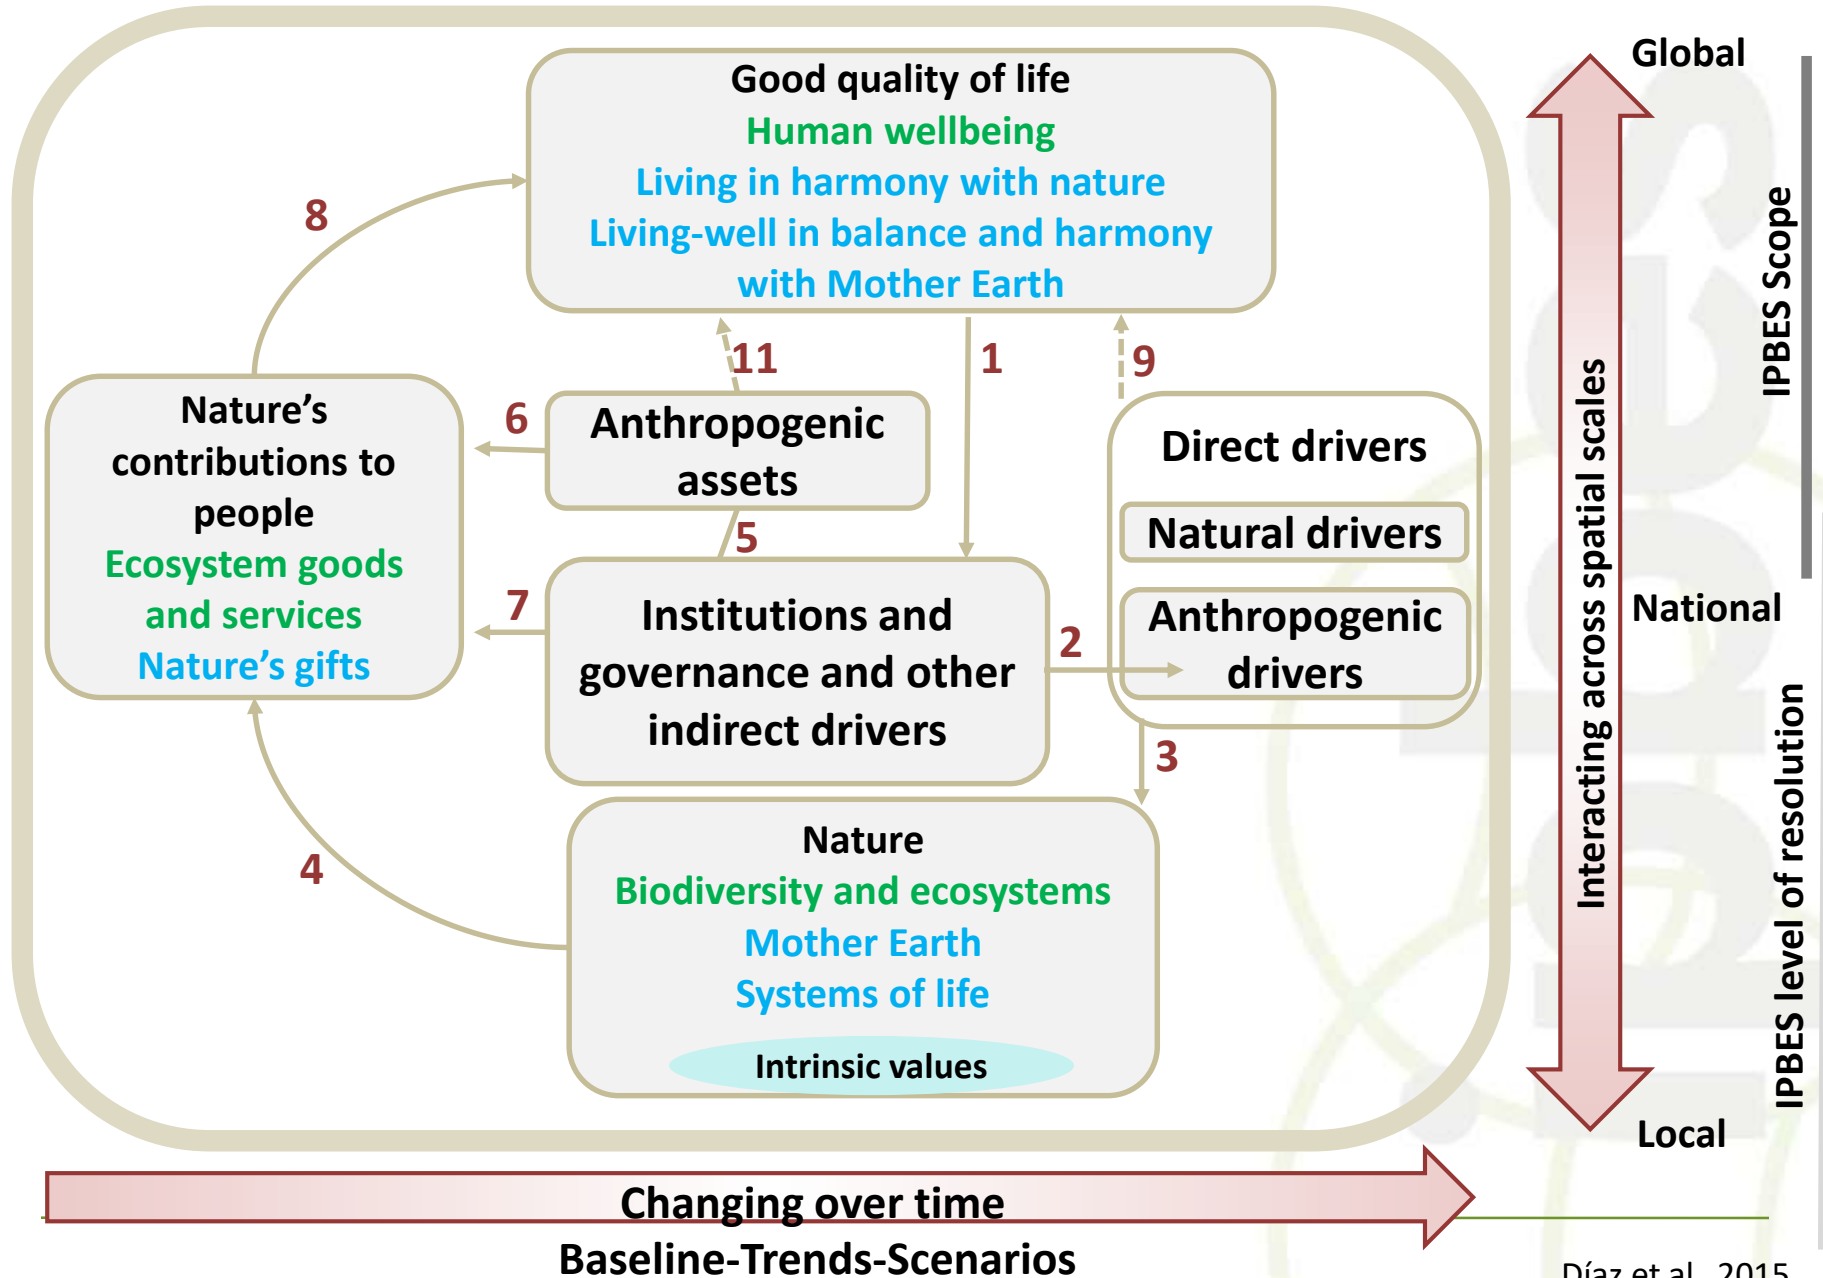 Good quality of life
Human wellbeing
Living in harmony with nature
Living-well in balance and harmony
with Mother Earth
8
11
1
9
Nature's
contributions to
people
Ecosystem goods
and services
Nature's gifts
6
Anthropogenic
assets
5
7
Institutions and
governance and other
indirect drivers
2
Direct drivers
Natural drivers
Anthropogenic
drivers
3
4
Nature
Biodiversity and ecosystems
Mother Earth
Systems of life
Intrinsic values
Global
National
Local
Interacting across spatial scales
IPBES Scope
IPBES level of resolution
ipbes
Changing over time
Baseline-Trends-Scenarios
Díaz et al., 2015